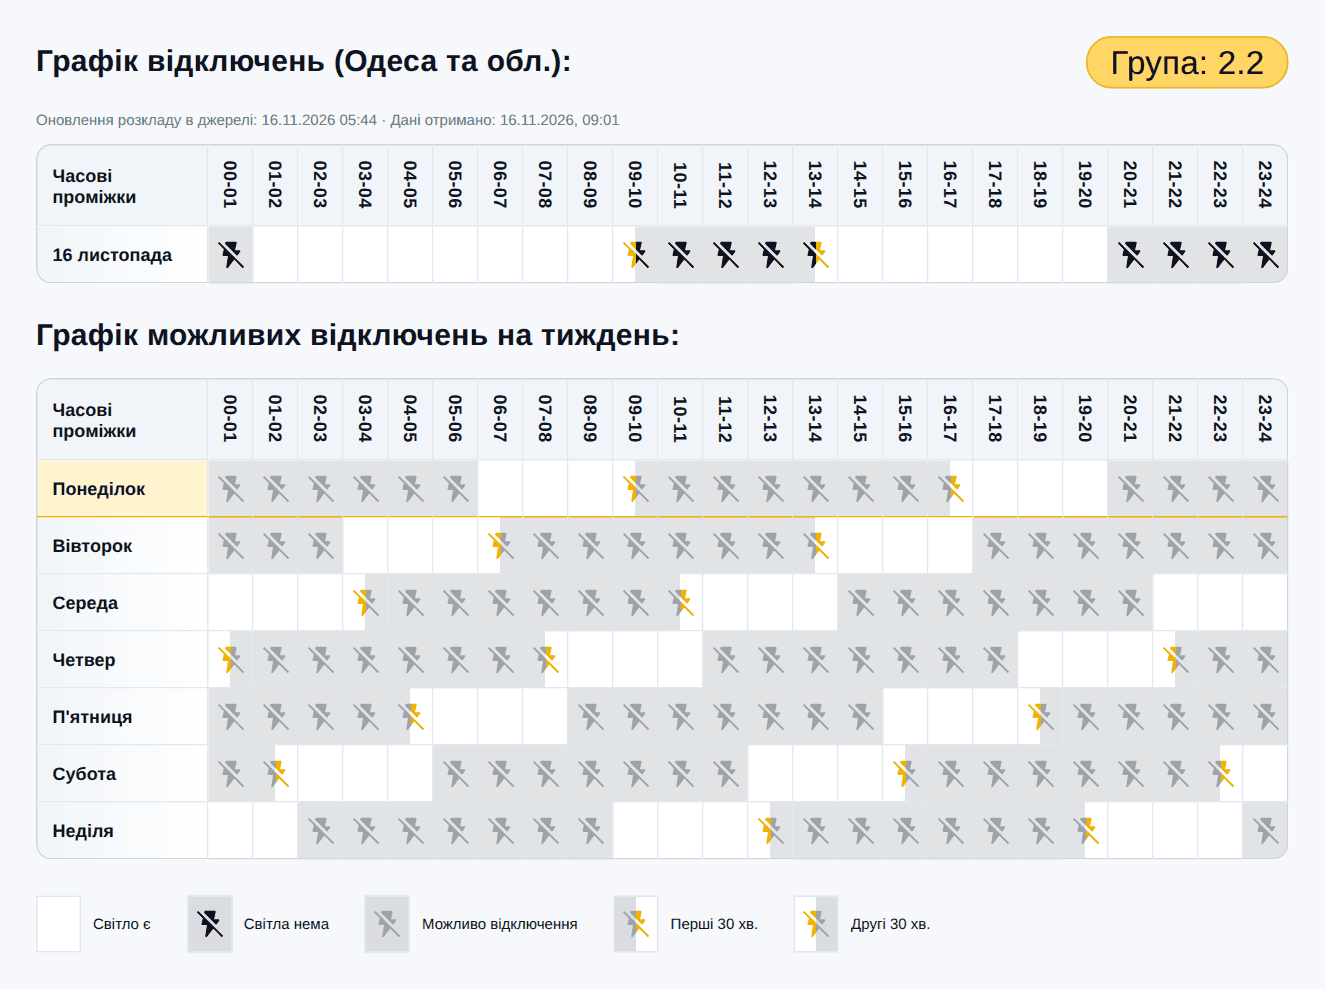 Графік відключень (Одеса та обл.):
Група: 2.2
Оновлення розкладу в джерелі: 16.11.2026 05:44 · Дані отримано: 16.11.2026, 09:01
Часові проміжки 00-01 01-02 02-03 03-04 04-05 05-06 06-07 07-08 08-09 09-10 10-11 11-12 12-13 13-14 14-15 15-16 16-17 17-18 18-19 19-20 20-21 21-22 22-23 23-24
16 листопада
Графік можливих відключень на тиждень:
Часові проміжки 00-01 01-02 02-03 03-04 04-05 05-06 06-07 07-08 08-09 09-10 10-11 11-12 12-13 13-14 14-15 15-16 16-17 17-18 18-19 19-20 20-21 21-22 22-23 23-24
Понеділок
Вівторок
Середа
Четвер
П'ятниця
Субота
Неділя
Світло є Світла нема Можливо відключення Перші 30 хв. Другі 30 хв.